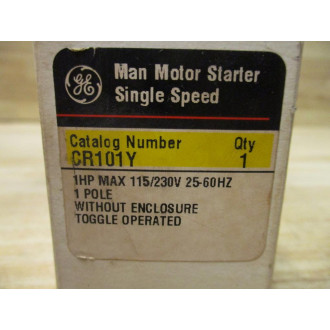 GE
Man Motor Starter
Single Speed
Catalog Number Qty
CR101Y 1
1HP MAX 115/230V 25-60HZ
1 POLE
WITHOUT ENCLOSURE
TOGGLE OPERATED